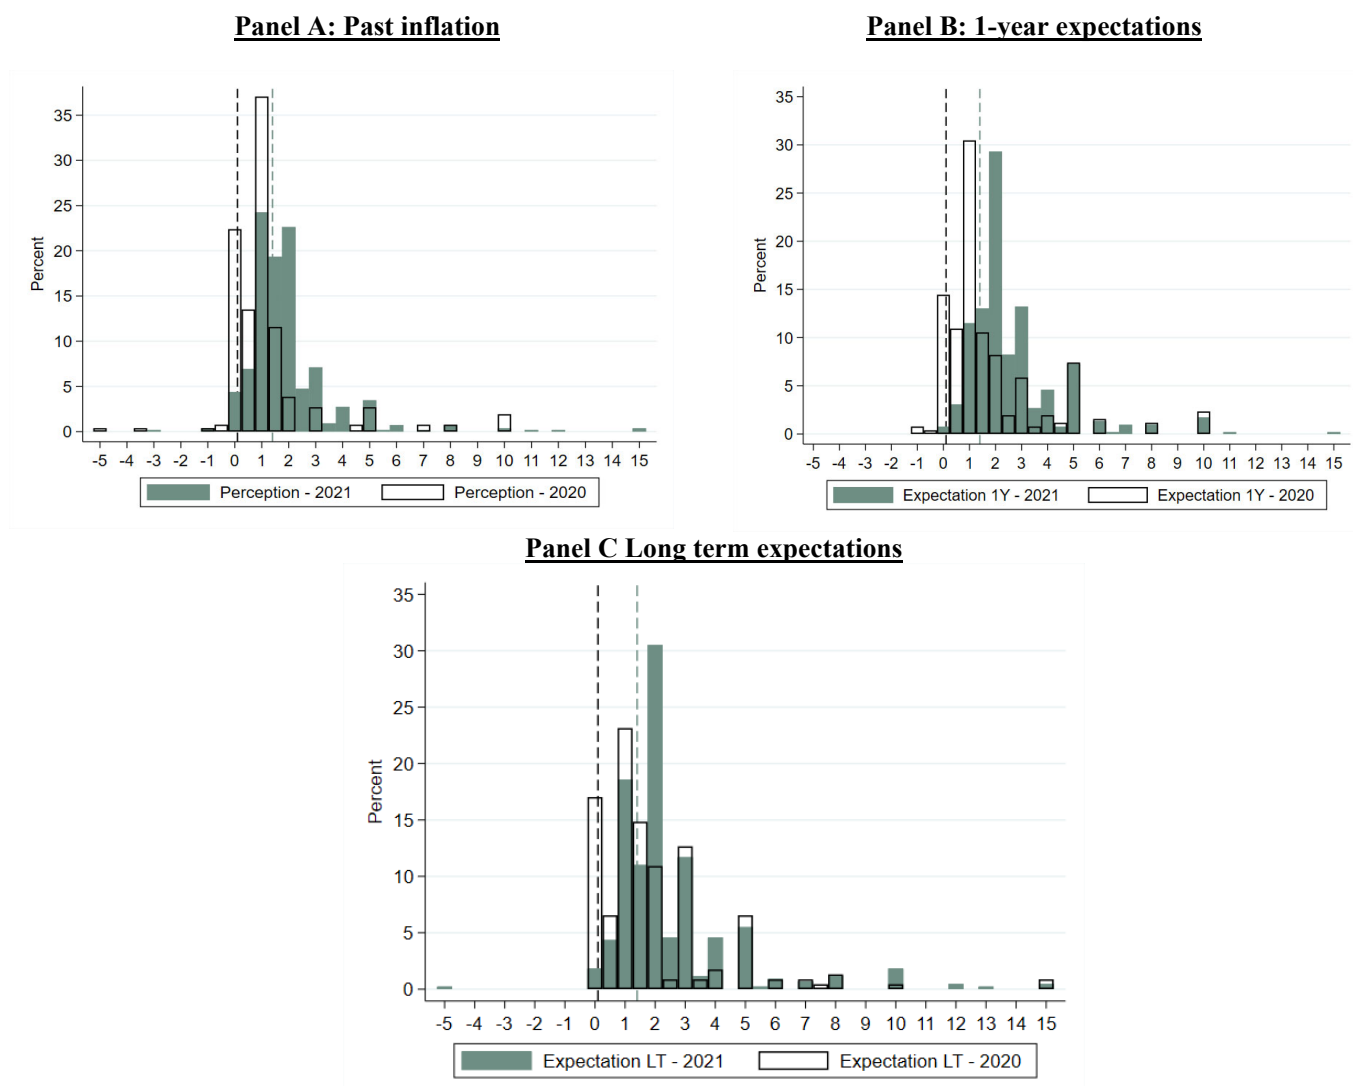 Panel A: Past inflation
Panel B: 1-year expectations
35
30
25
20
15
10
5
0
Percent
-5 -4 -3 -2 -1 0 1 2 3 4 5 6 7 8 9 10 11 12 13 14 15
Perception - 2021 Perception - 2020
35
30
25
20
15
10
5
0
Percent
-5 -4 -3 -2 -1 0 1 2 3 4 5 6 7 8 9 10 11 12 13 14 15
Expectation 1Y - 2021 Expectation 1Y - 2020
Panel C Long term expectations
35
30
25
20
15
10
5
0
Percent
-5 -4 -3 -2 -1 0 1 2 3 4 5 6 7 8 9 10 11 12 13 14 15
Expectation LT - 2021 Expectation LT - 2020